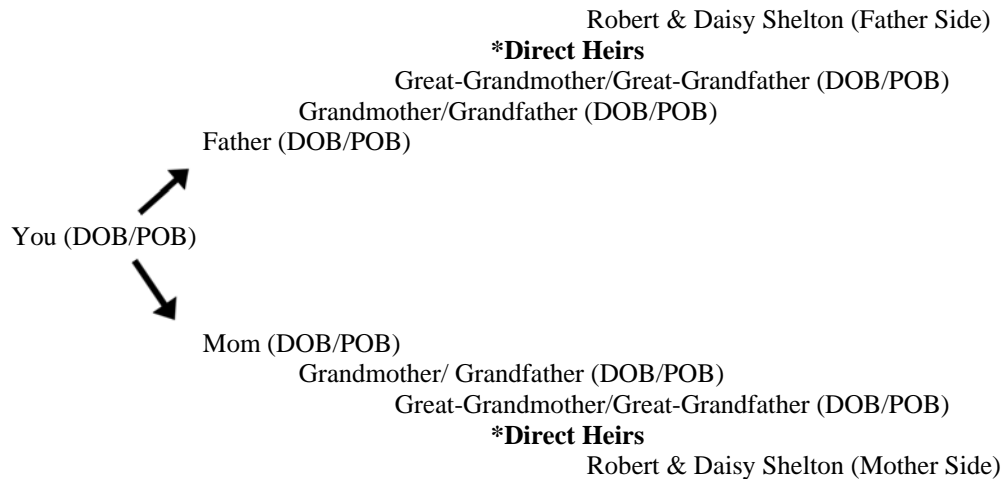 Robert & Daisy Shelton (Father Side)
*Direct Heirs
Great-Grandmother/Great-Grandfather (DOB/POB)
Grandmother/Grandfather (DOB/POB)
Father (DOB/POB)
You (DOB/POB)
Mom (DOB/POB)
Grandmother/ Grandfather (DOB/POB)
Great-Grandmother/Great-Grandfather (DOB/POB)
*Direct Heirs
Robert & Daisy Shelton (Mother Side)